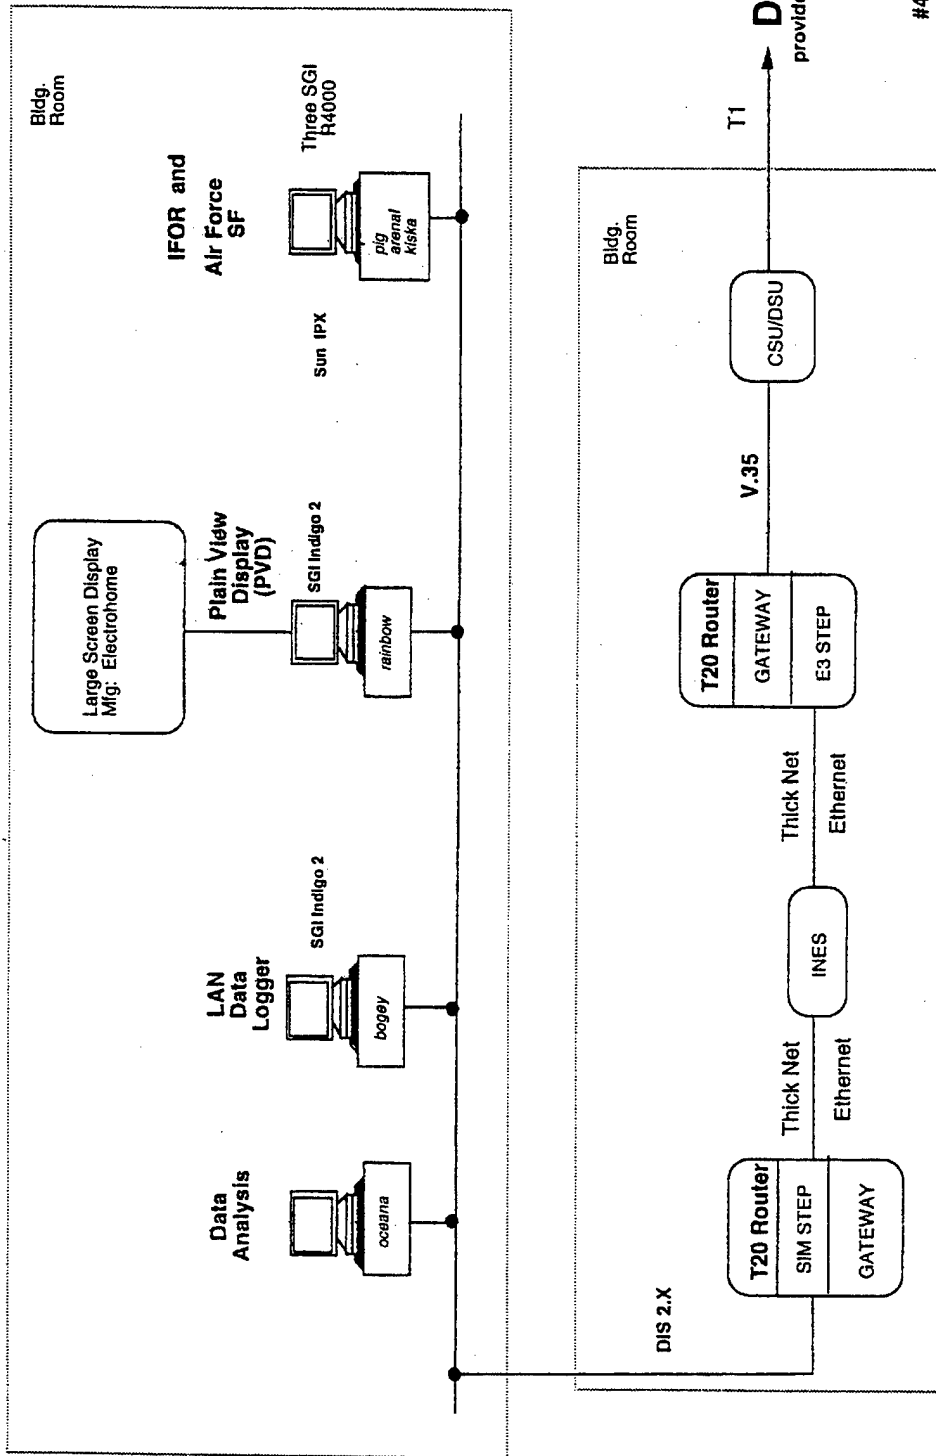 Bldg.
Room
Large Screen Display
Mfg: Electrohome
IFOR and
Air Force
SF
Plain View
Display
(PVD)
LAN
Data
Logger
Data
Analysis
SGI Indigo 2
SGI Indigo 2
Sun IPX
Three SGI
R4000
oceana
bogey
rainbow
pig
arenal
kiska
Bldg.
Room
DIS 2.X
T20 Router
SIM STEP
GATEWAY
Thick Net
Ethernet
INES
Thick Net
Ethernet
T20 Router
GATEWAY
E3 STEP
V.35
CSU/DSU
T1
D
provide
#4